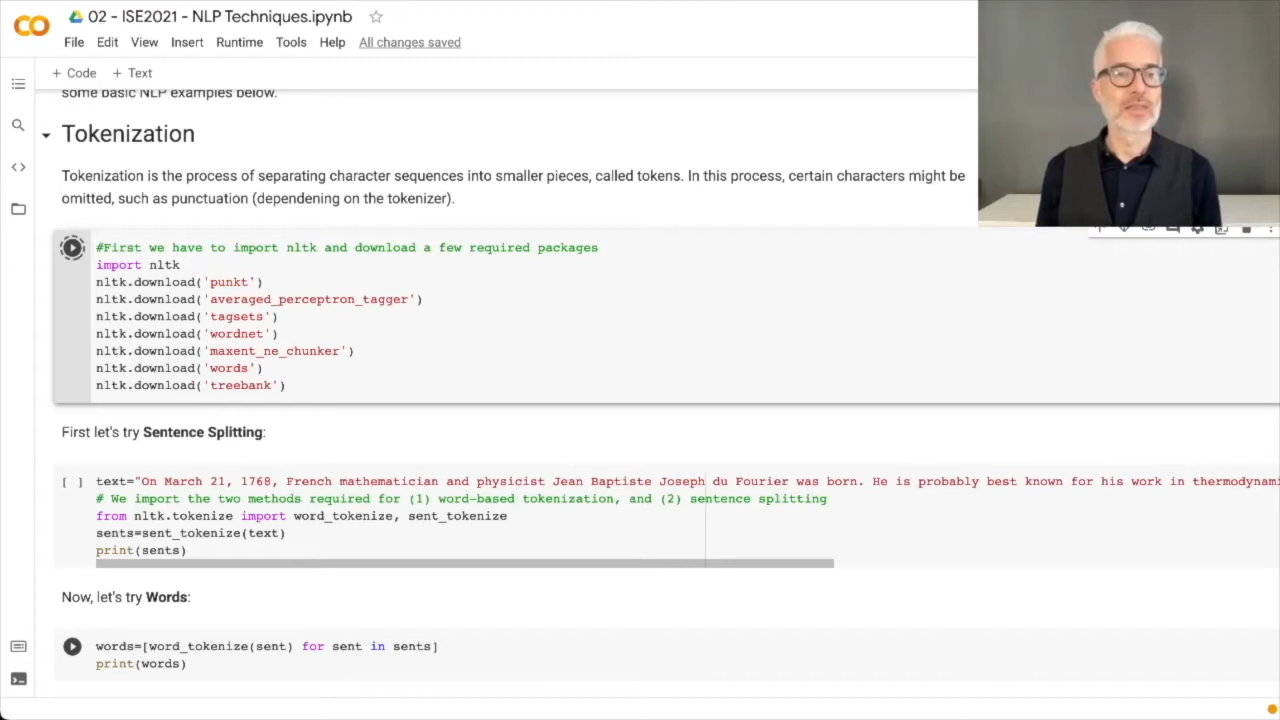 02 - ISE2021 - NLP Techniques.ipynb
File Edit View Insert Runtime Tools Help All changes saved
+ Code + Text
some basic NLP examples below.
Tokenization
Tokenization is the process of separating character sequences into smaller pieces, called tokens. In this process, certain characters might be
omitted, such as punctuation (dependening on the tokenizer).
#First we have to import nltk and download a few required packages
import nltk
nltk.download('punkt')
nltk.download('averaged_perceptron_tagger')
nltk.download('tagsets')
nltk.download('wordnet')
nltk.download('maxent_ne_chunker')
nltk.download('words')
nltk.download('treebank')
First let's try Sentence Splitting:
[ ] text="On March 21, 1768, French mathematician and physicist Jean Baptiste Joseph du Fourier was born. He is probably best known for his work in thermodynami
# We import the two methods required for (1) word-based tokenization, and (2) sentence splitting
from nltk.tokenize import word_tokenize, sent_tokenize
sents=sent_tokenize(text)
print(sents)
Now, let's try Words:
words=[word_tokenize(sent) for sent in sents]
print(words)